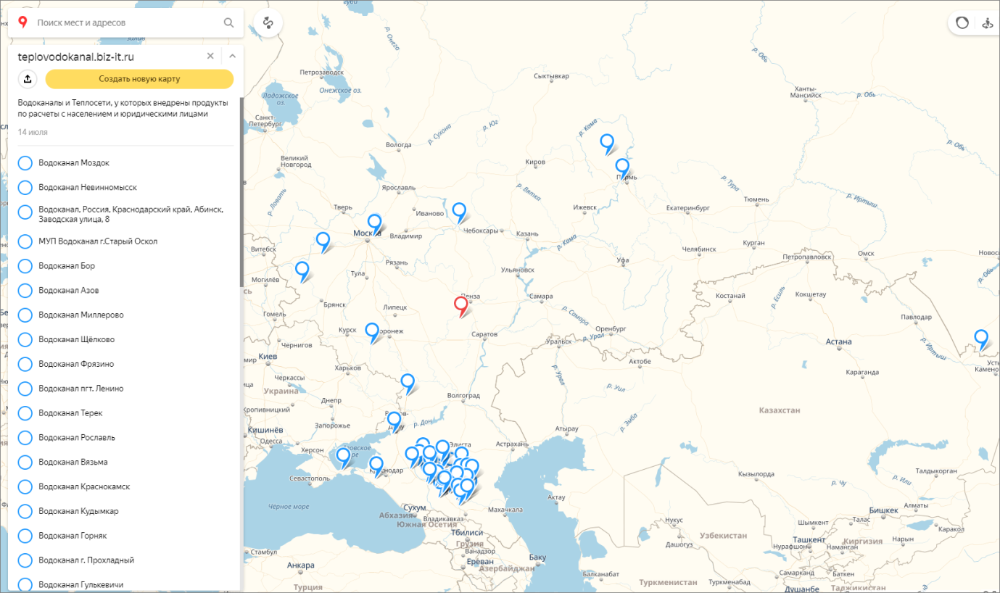 Поиск мест и адресов
teplovodokanal.biz-it.ru
Создать новую карту
Водоканалы и Теплосети, у которых внедрены продукты
по расчеты с населением и юридическими лицами
14 июля
Водоканал Моздок
Водоканал Невинномысск
Водоканал, Россия, Краснодарский край, Абинск,
Заводская улица, 8
МУП Водоканал г.Старый Оскол
Водоканал Бор
Водоканал Азов
Водоканал Миллерово
Водоканал Щёлково
Водоканал Фрязино
Водоканал пгт. Ленино
Водоканал Терек
Водоканал Рославль
Водоканал Вязьма
Водоканал Краснокамск
Водоканал Кудымкар
Водоканал Горняк
Водоканал г. Прохладный
Водоканал Гулькевичи
р. Онега
р. Обь
Петрозаводск
Онежское оз.
Сыктывкар
Ладожское
оз.
Ханты-
Мансийск
р. Обь
Санкт
Петербург
р. Сухона
р. Юг
р. Кама
Вологда
р. Обь
Великий
Новгород
Киров
Пермь
р. Ловать
Ярославль
р. Вятка
р. Тура
Тюмень
р. Иртыш
Тверь
Иваново
Ижевск
Екатеринбург
Москва
Владимир
Чебоксары
Казань
р. Кама
Витебск
Курган
Челябинск
Петропавловск
Омск
Новоси
Рязань
Уфа
р. Обь
Могилёв
Тула
Ульяновск
Брянск
Липецк
Пенза
Самара
Костанай
р. Есиль
Кокшетау
Гомель
р. Самара
Павлодар
Курск
Саратов
Оренбург
р. Урал
Уральск
Астана
Чернигов
р. Иртыш
Киев
Актобе
Усть
Камено
Харьков
р. Урал
Караганда
Черкассы
Украина
р. Уил
Волгоград
Днепр
Кропивницкий
Казахстан
р. Дон
р. Эмба
Запорожье
Кишинёв
Атырау
Одесса
Херсон
Элиста
Астрахань
Севастополь
Краснодар
Кызылорда
р. Чу
р. Или
Талдыкорган
Чёрное море
Сухум
Абхазия
Актау
Алматы
Махачкала
Бишкек
Владикавказ
Южная Осетия
Нукус
Шымкент
Талас
Каракол
Тбилиси
Узбекистан
Ташкент
Киргизия
Нарын
Стамбул
Грузия
Дашогуз
Нурафшон
Наманган
Ванадзор
Баку
Анкара
Ереван
Азербайджан
Балканабат
Самарканд
Баткен
Турция
Туркменистан
Туркменабад
Таджикистан
Душанбе